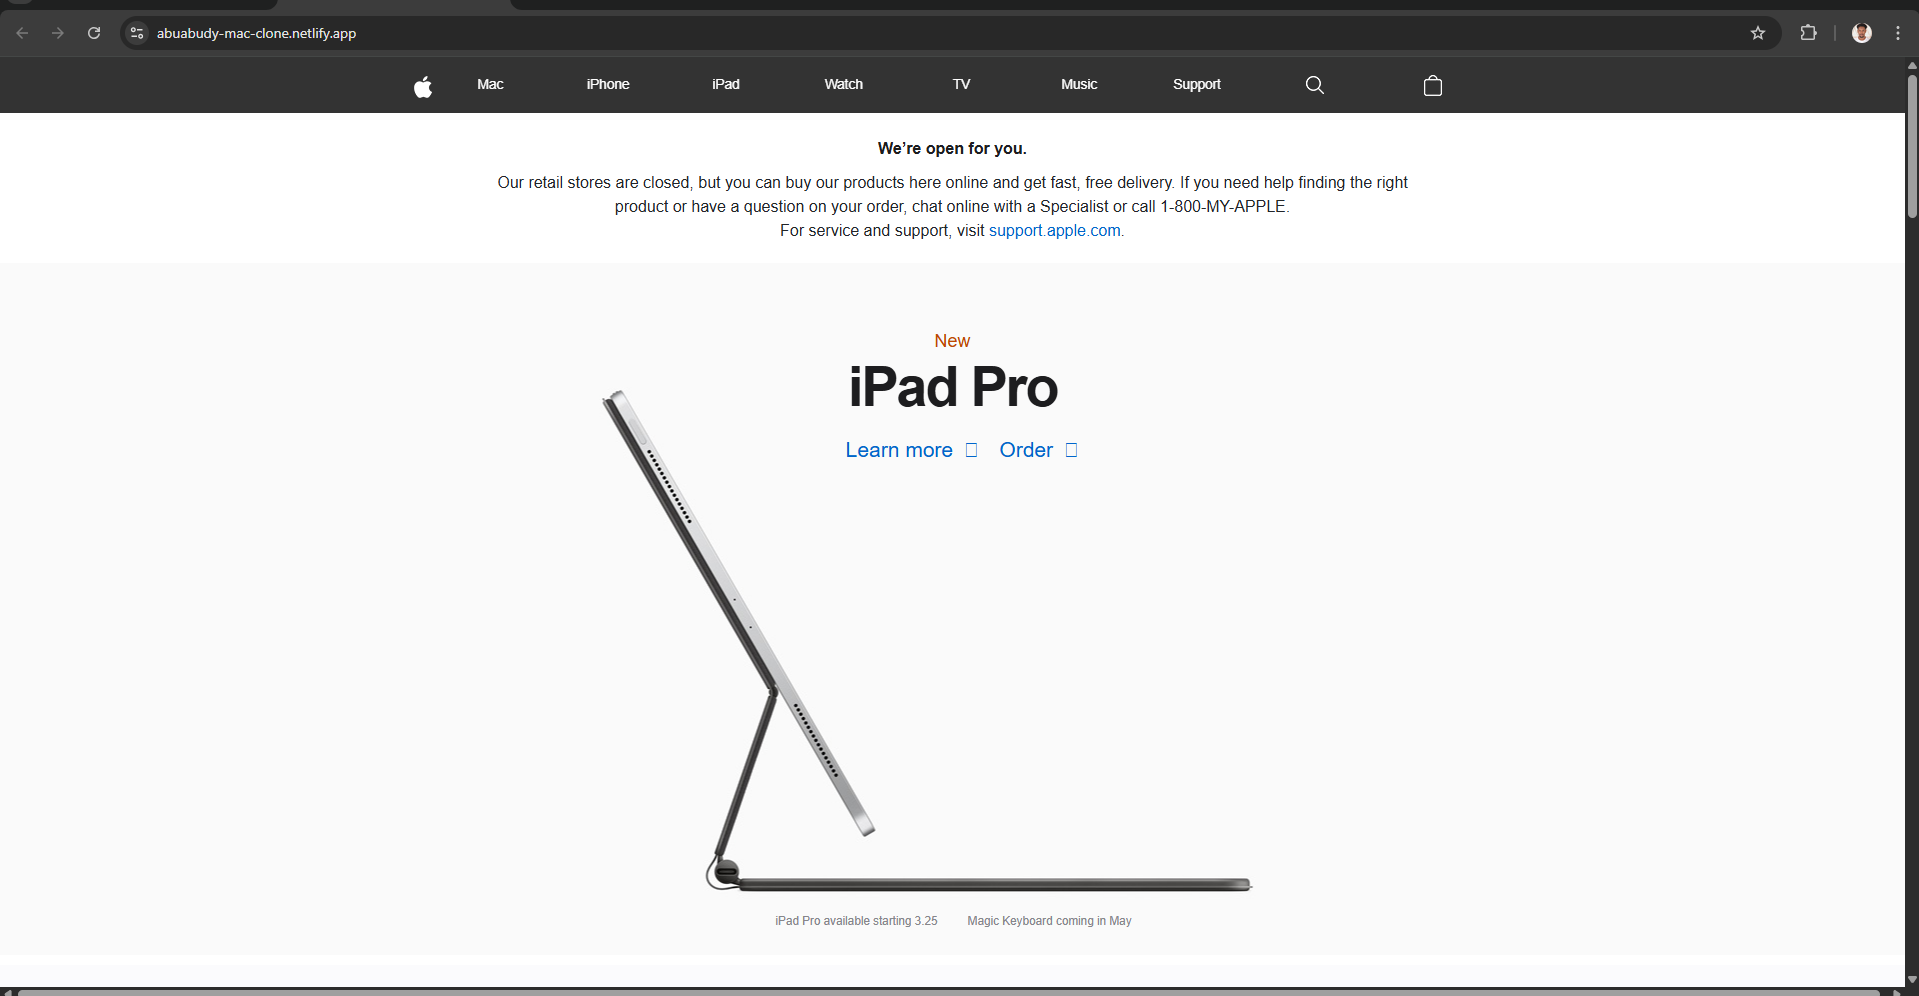 abuabudy-mac-clone.netlify.app
Mac iPhone iPad Watch TV Music Support
We’re open for you.
Our retail stores are closed, but you can buy our products here online and get fast, free delivery. If you need help finding the right
product or have a question on your order, chat online with a Specialist or call 1-800-MY-APPLE.
For service and support, visit support.apple.com.
New
iPad Pro
Learn more Order
iPad Pro available starting 3.25 Magic Keyboard coming in May